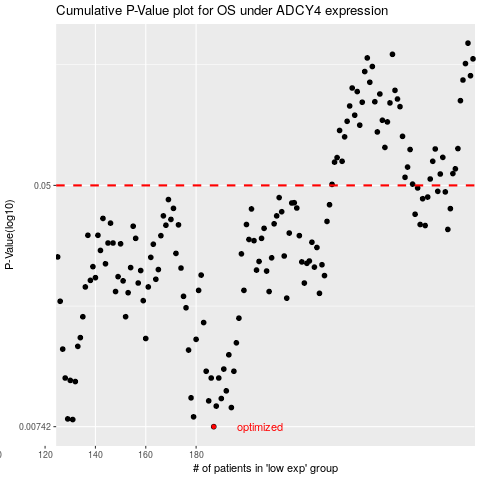 Cumulative P-Value plot for OS under ADCY4 expression
P-Value(log10)
0.05
0.00742
optimized
0
120
140
160
180
# of patients in 'low exp' group